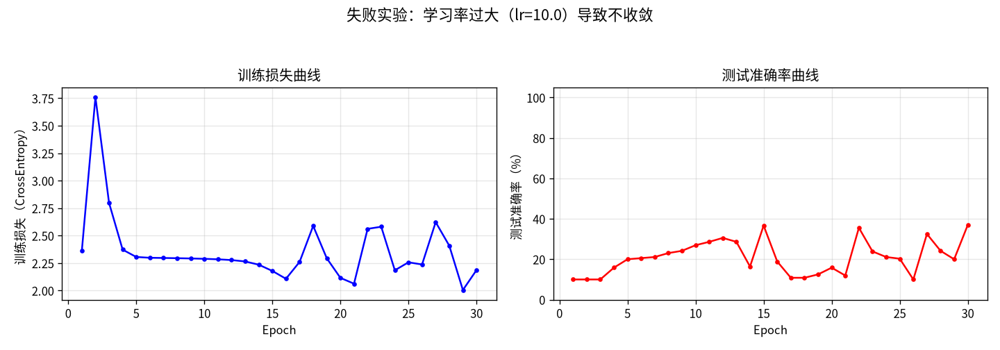 失败实验：学习率过大（lr=10.0）导致不收敛
训练损失曲线
训练损失（CrossEntropy）
3.75
3.50
3.25
3.00
2.75
2.50
2.25
2.00
0 5 10 15 20 25 30
Epoch
测试准确率曲线
测试准确率（%）
100
80
60
40
20
0
0 5 10 15 20 25 30
Epoch